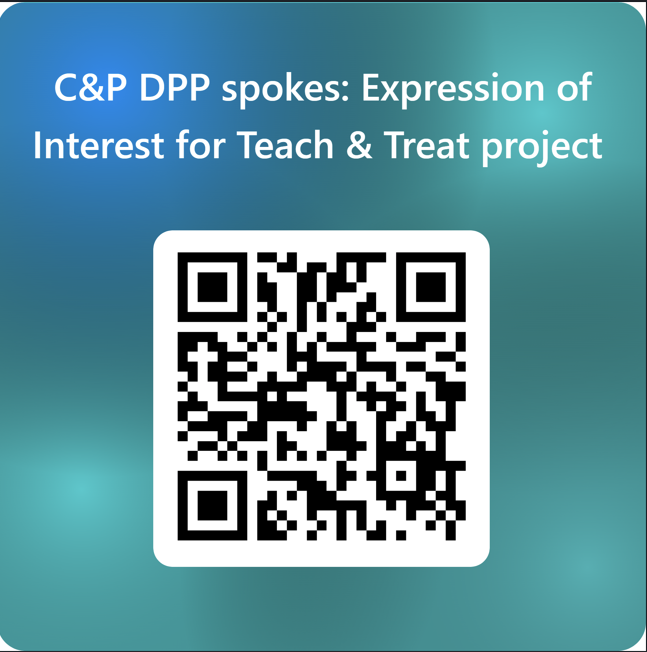 C&P DPP spokes: Expression of
Interest for Teach & Treat project